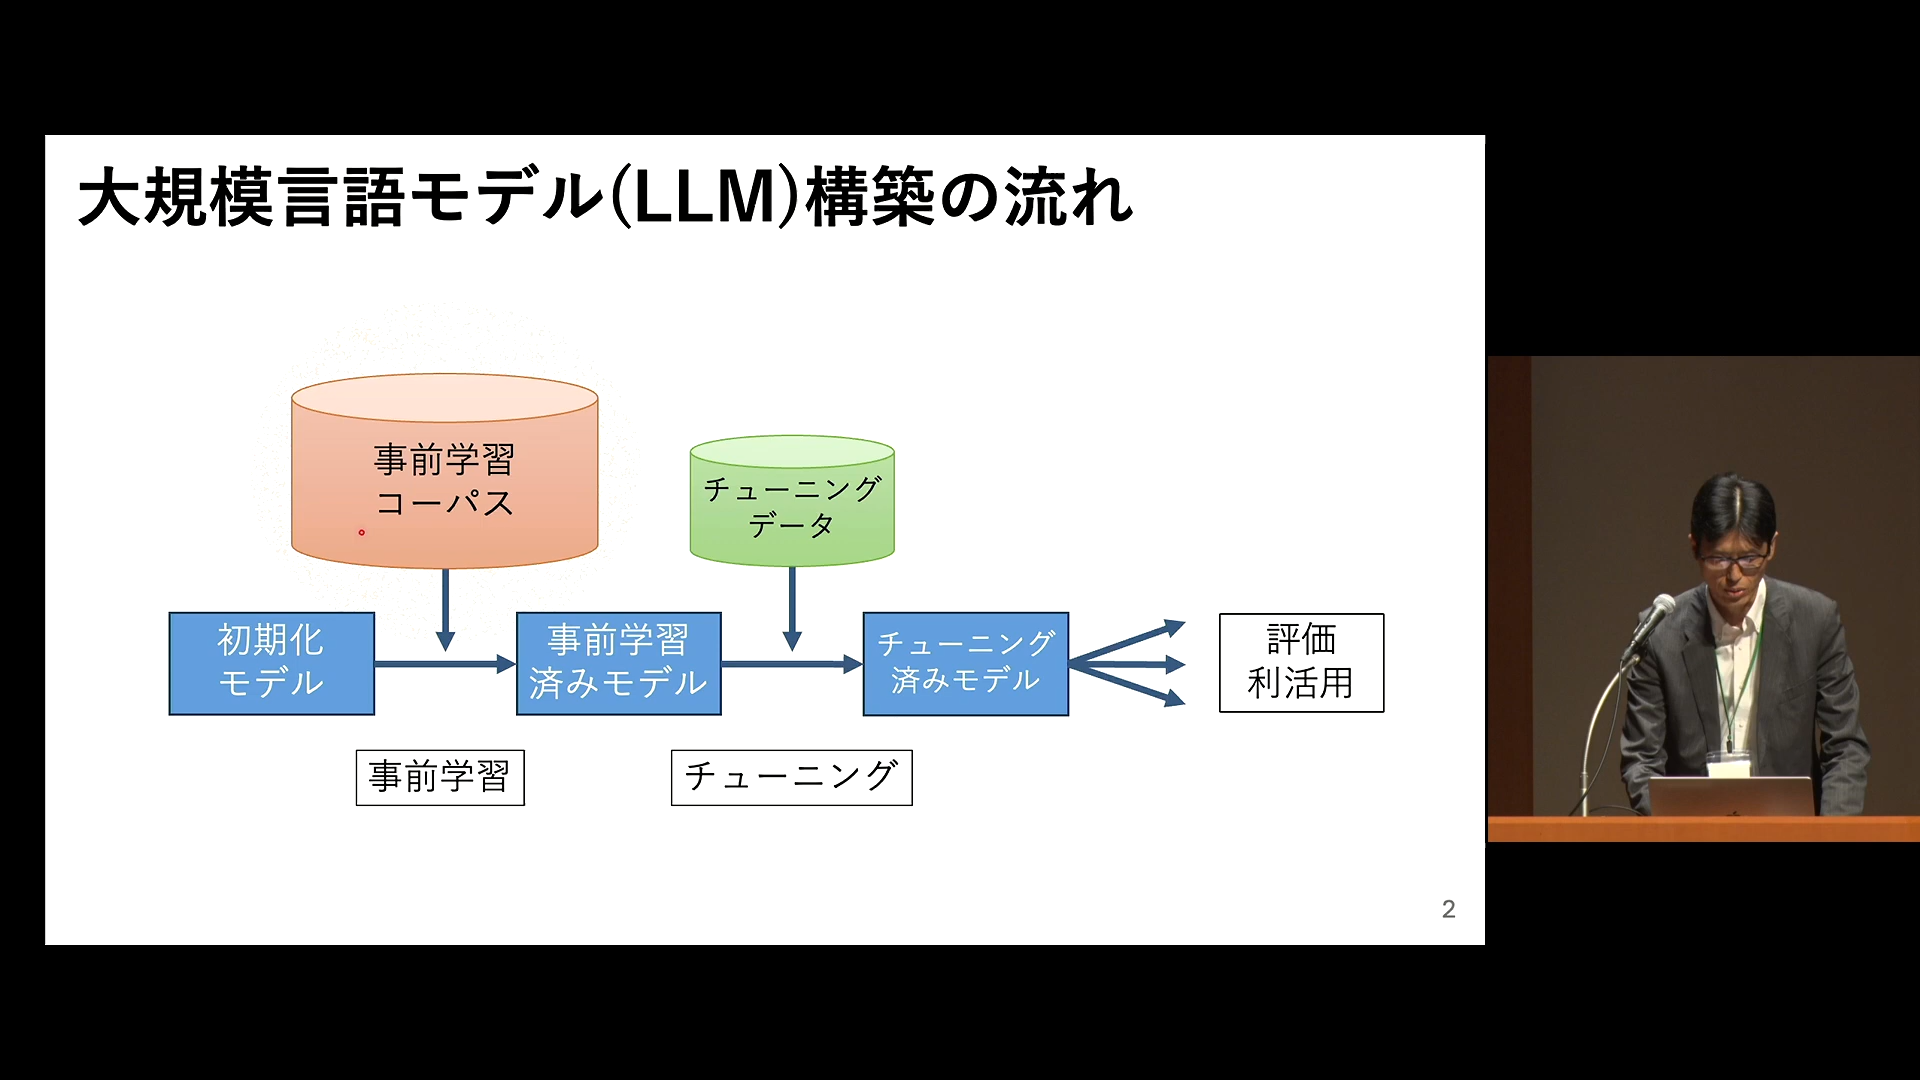 大規模言語モデル(LLM)構築の流れ
事前学習
コーパス
チューニング
データ
初期化
モデル
事前学習
済みモデル
チューニング
済みモデル
評価
利活用
事前学習
チューニング
2